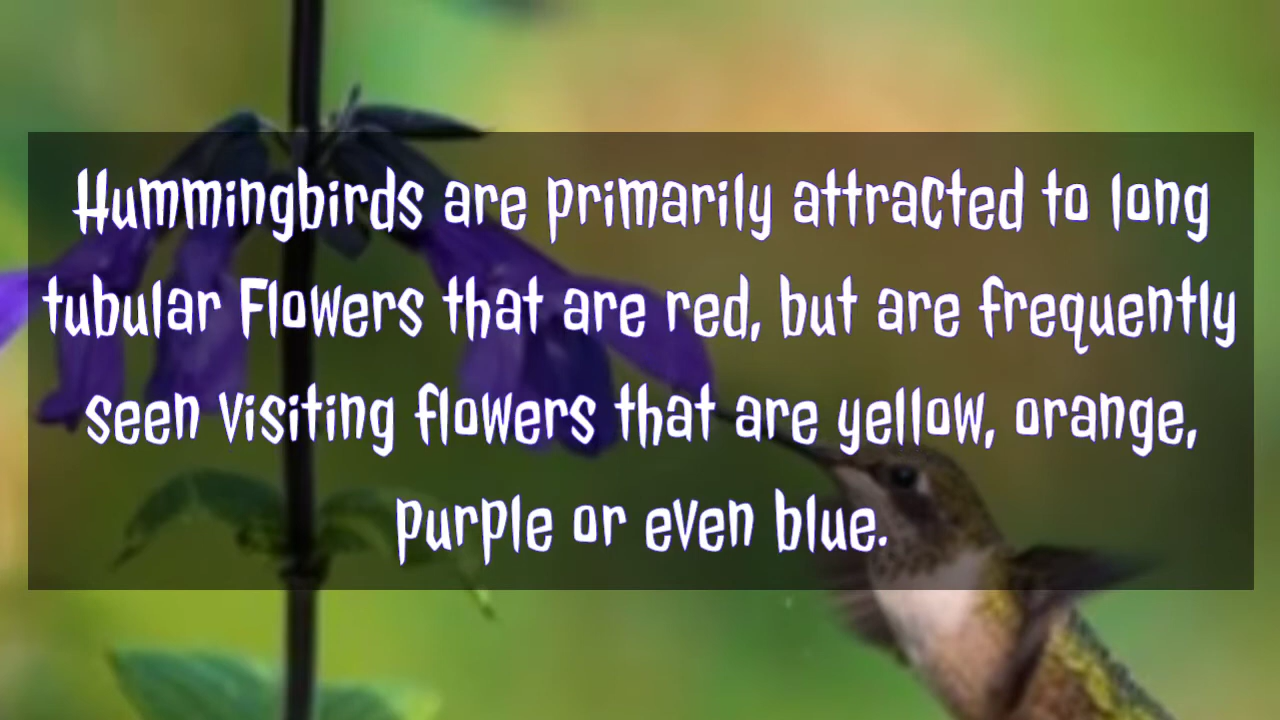 Hummingbirds are primarily attracted to long
tubular Flowers that are red, but are frequently
seen visiting flowers that are yellow, orange,
purple or even blue.